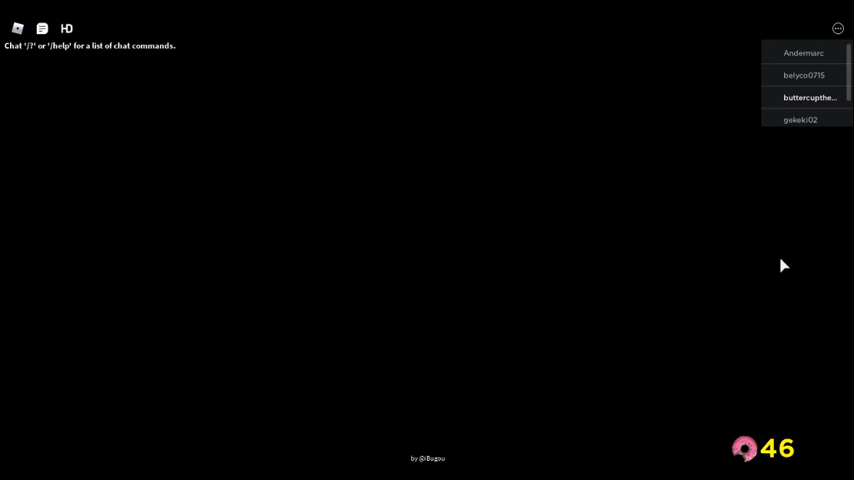 HD
Chat '/?' or '/help' for a list of chat commands.
Andermarc
belyco0715
buttercupthe...
gekeki02
46
by @iBugou